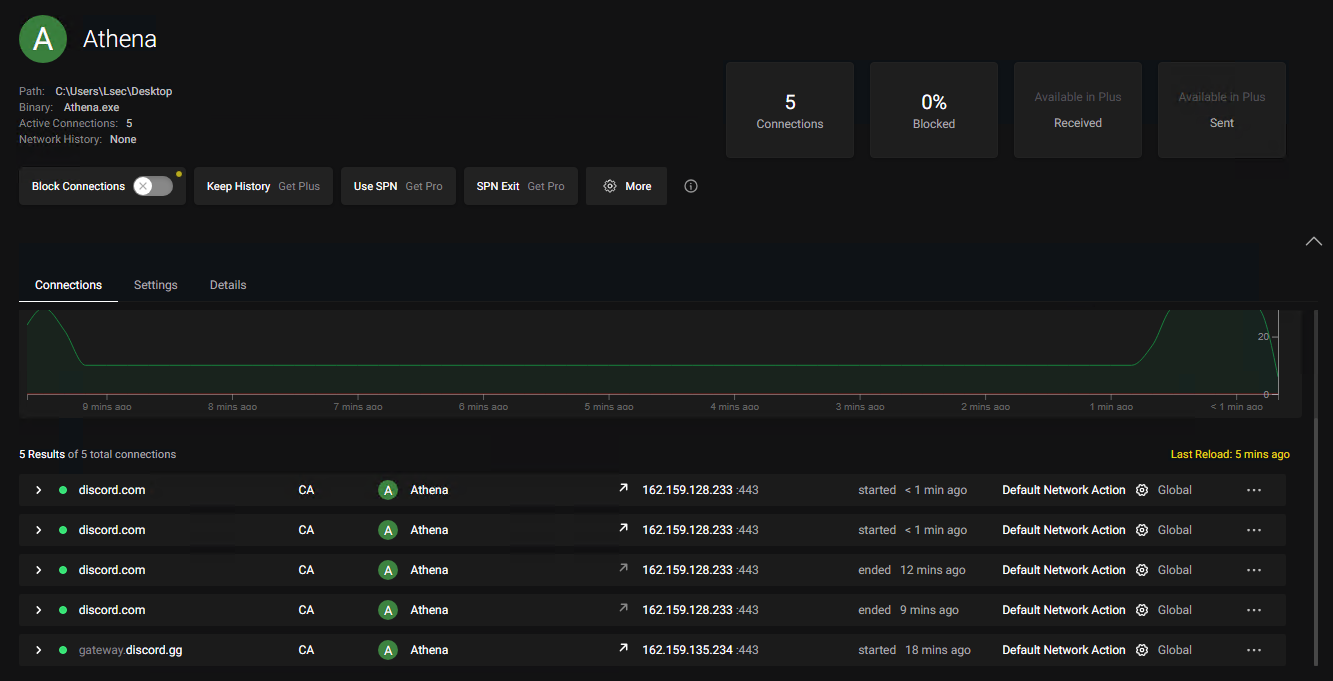 A Athena
Path: C:\Users\Lsec\Desktop
Binary: Athena.exe
Active Connections: 5
Network History: None
5
Connections
0%
Blocked
Available in Plus
Received
Available in Plus
Sent
Block Connections
Keep History Get Plus
Use SPN Get Pro
SPN Exit Get Pro
More
Connections Settings Details
20
0
9 mins ago 8 mins ago 7 mins ago 6 mins ago 5 mins ago 4 mins ago 3 mins ago 2 mins ago 1 min ago < 1 min ago
5 Results of 5 total connections Last Reload: 5 mins ago
discord.com CA A Athena 162.159.128.233 :443 started < 1 min ago Default Network Action Global
discord.com CA A Athena 162.159.128.233 :443 started < 1 min ago Default Network Action Global
discord.com CA A Athena 162.159.128.233 :443 ended 12 mins ago Default Network Action Global
discord.com CA A Athena 162.159.128.233 :443 ended 9 mins ago Default Network Action Global
gateway.discord.gg CA A Athena 162.159.135.234 :443 started 18 mins ago Default Network Action Global